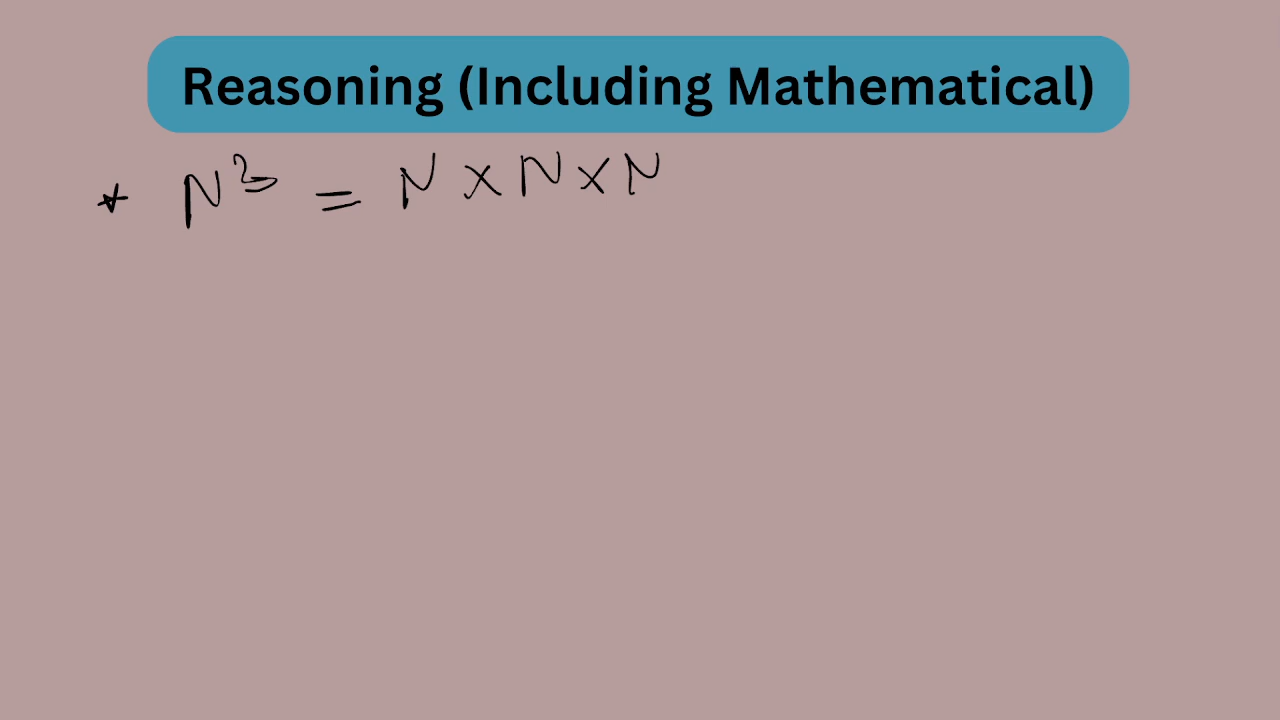 Reasoning (Including Mathematical)
* N³ = N × N × N